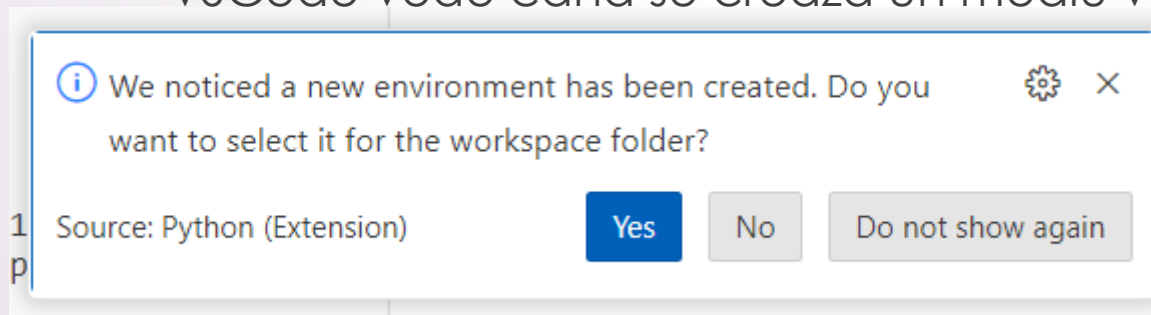 We noticed a new environment has been created. Do you
want to select it for the workspace folder?
1
Source: Python (Extension)
Yes
No
Do not show again
p